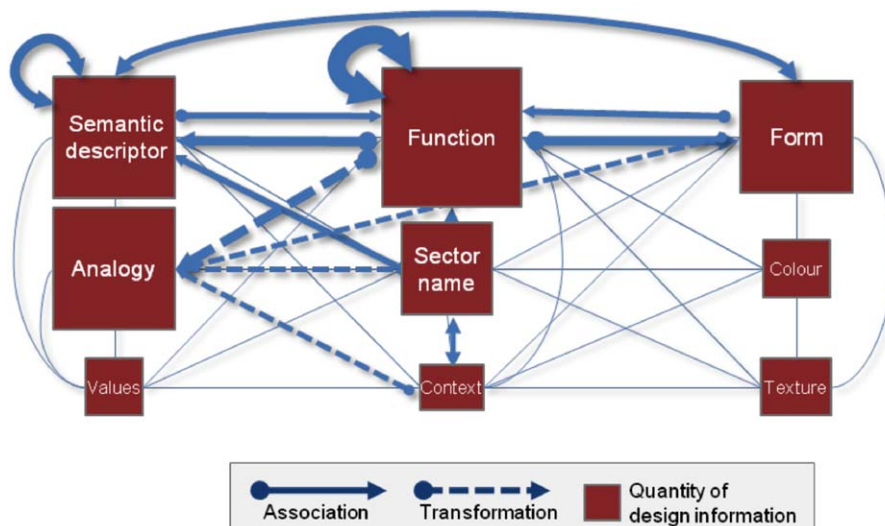 Semantic
descriptor
Function
Form
Analogy
Sector
name
Colour
Values
Context
Texture
Association
Transformation
Quantity of
design information